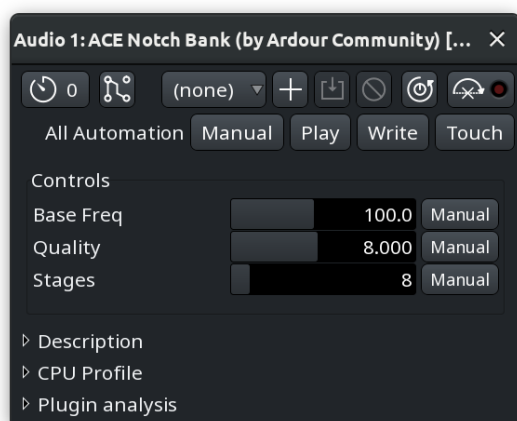 Audio 1: ACE Notch Bank (by Ardour Community) [...
0 (none)
All Automation Manual Play Write Touch
Controls
Base Freq 100.0 Manual
Quality 8.000 Manual
Stages 8 Manual
Description
CPU Profile
Plugin analysis